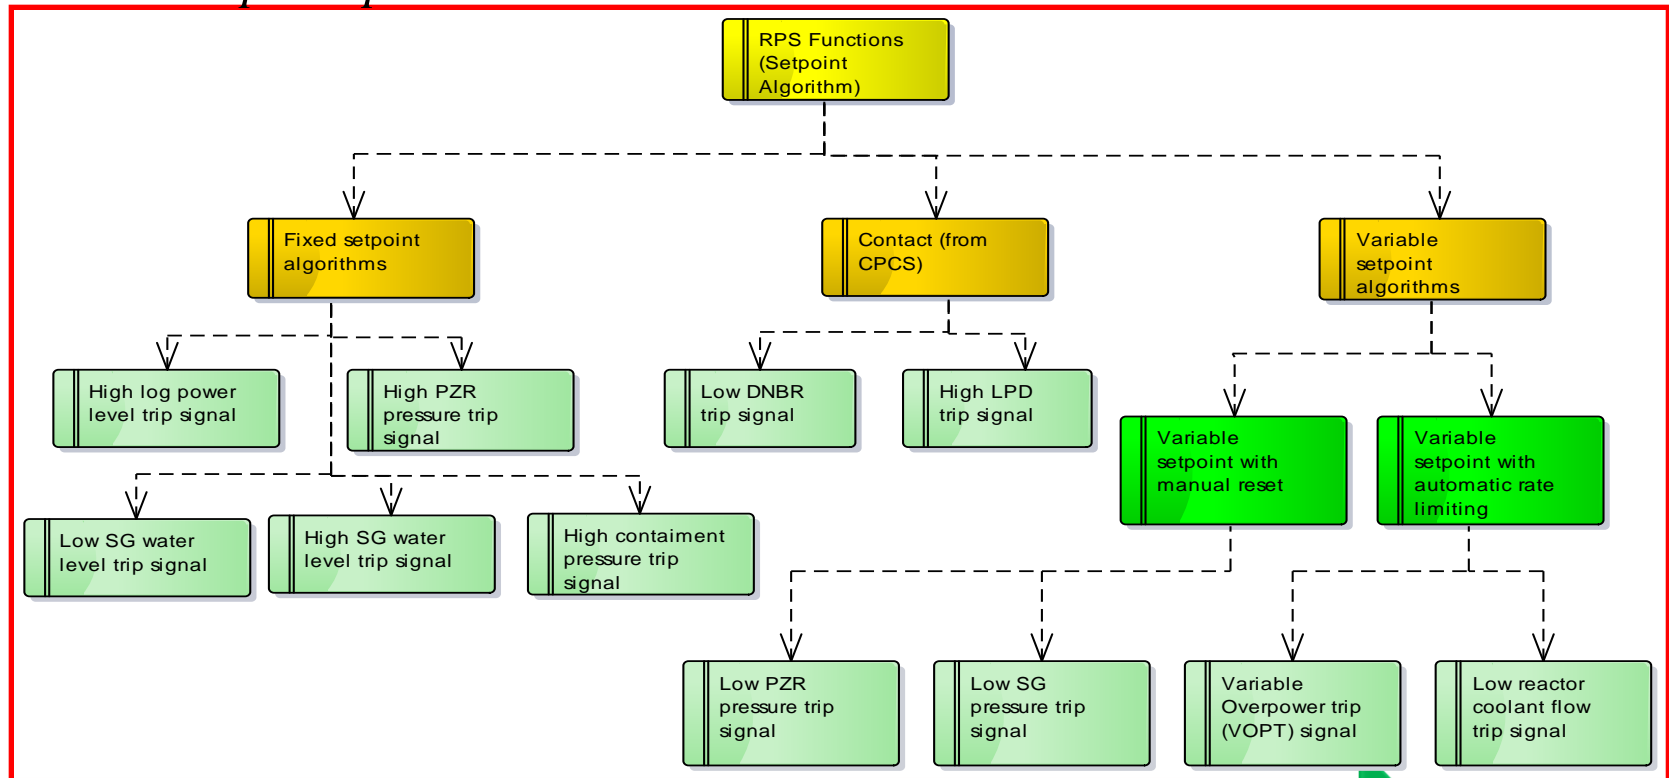 RPS Functions
(Setpoint
Algorithm)
Fixed setpoint
algorithms
Contact (from
CPCS)
Variable
setpoint
algorithms
High log power
level trip signal
High PZR
pressure trip
signal
Low DNBR
trip signal
High LPD
trip signal
Variable
setpoint with
manual reset
Variable
setpoint with
automatic rate
limiting
Low SG water
level trip signal
High SG water
level trip signal
High contaiment
pressure trip
signal
Low PZR
pressure trip
signal
Low SG
pressure trip
signal
Variable
Overpower trip
(VOPT) signal
Low reactor
coolant flow
trip signal